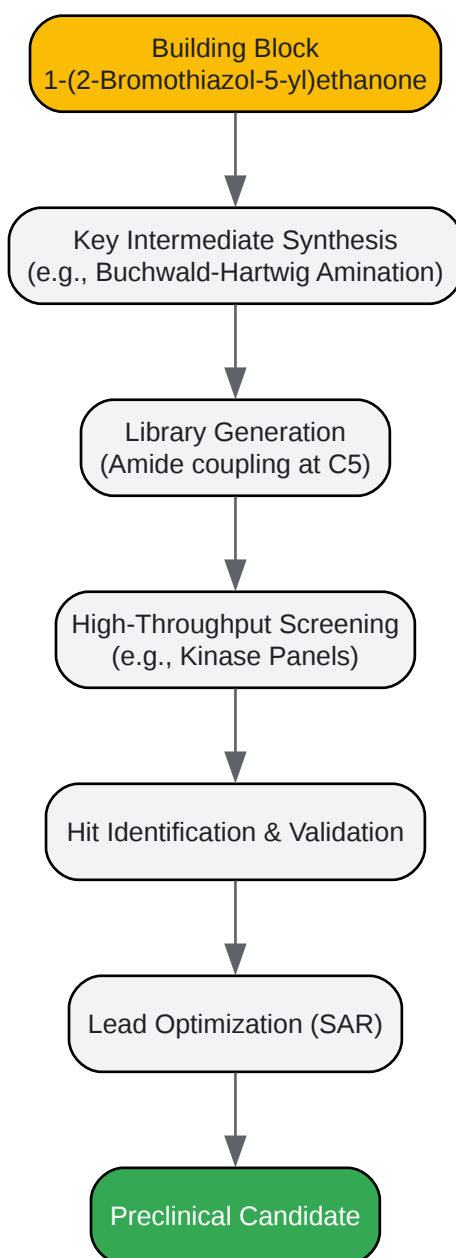 Building Block
1-(2-Bromothiazol-5-yl)ethanone
Key Intermediate Synthesis
(e.g., Buchwald-Hartwig Amination)
Library Generation
(Amide coupling at C5)
High-Throughput Screening
(e.g., Kinase Panels)
Hit Identification & Validation
Lead Optimization (SAR)
Preclinical Candidate